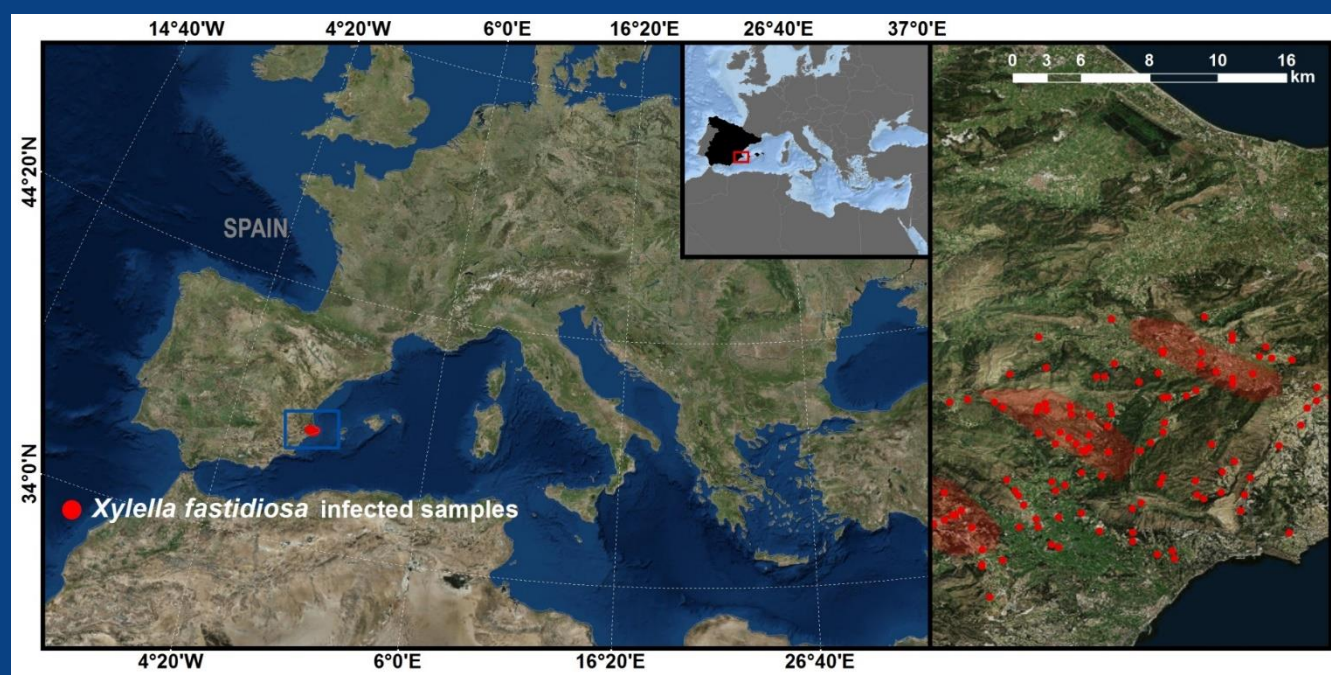 14°40'W 4°20'W 6°0'E 16°20'E 26°40'E 37°0'E
0 3 6 8 10 16
km
44°20'N
SPAIN
34°0'N
Xylella fastidiosa infected samples
4°20'W 6°0'E 16°20'E 26°40'E